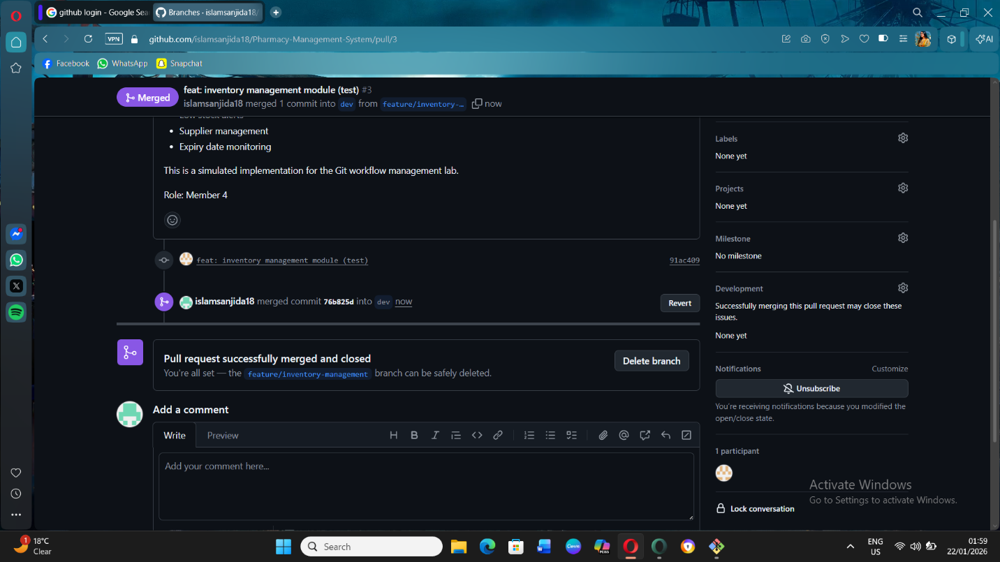 github login - Google Sea
Branches · islamsanjida18/
VPN
github.com/islamsanjida18/Pharmacy-Management-System/pull/3
AI
Facebook
WhatsApp
Snapchat
Merged
feat: inventory management module (test) #3
islamsanjida18 merged 1 commit into dev from feature/inventory-… now
Low stock alerts
Supplier management
Expiry date monitoring
This is a simulated implementation for the Git workflow management lab.
Role: Member 4
feat: inventory management module (test)
91ac409
islamsanjida18 merged commit 76b825d into dev now
Revert
Pull request successfully merged and closed
You're all set — the feature/inventory-management branch can be safely deleted.
Delete branch
Add a comment
Write
Preview
Add your comment here...
Labels
None yet
Projects
None yet
Milestone
No milestone
Development
Successfully merging this pull request may close these
issues.
None yet
Notifications
Customize
Unsubscribe
You're receiving notifications because you modified the
open/close state.
1 participant
Lock conversation
Activate Windows
Go to Settings to activate Windows.
1
18°C
Clear
Search
M365
ENG
US
01:59
22/01/2026